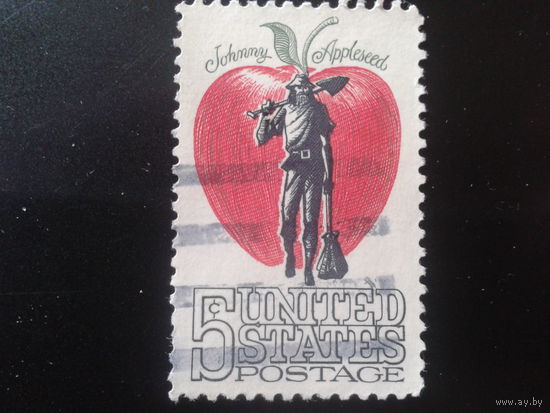 Johnny Appleseed
5¢ UNITED
STATES
POSTAGE
www.ay.by